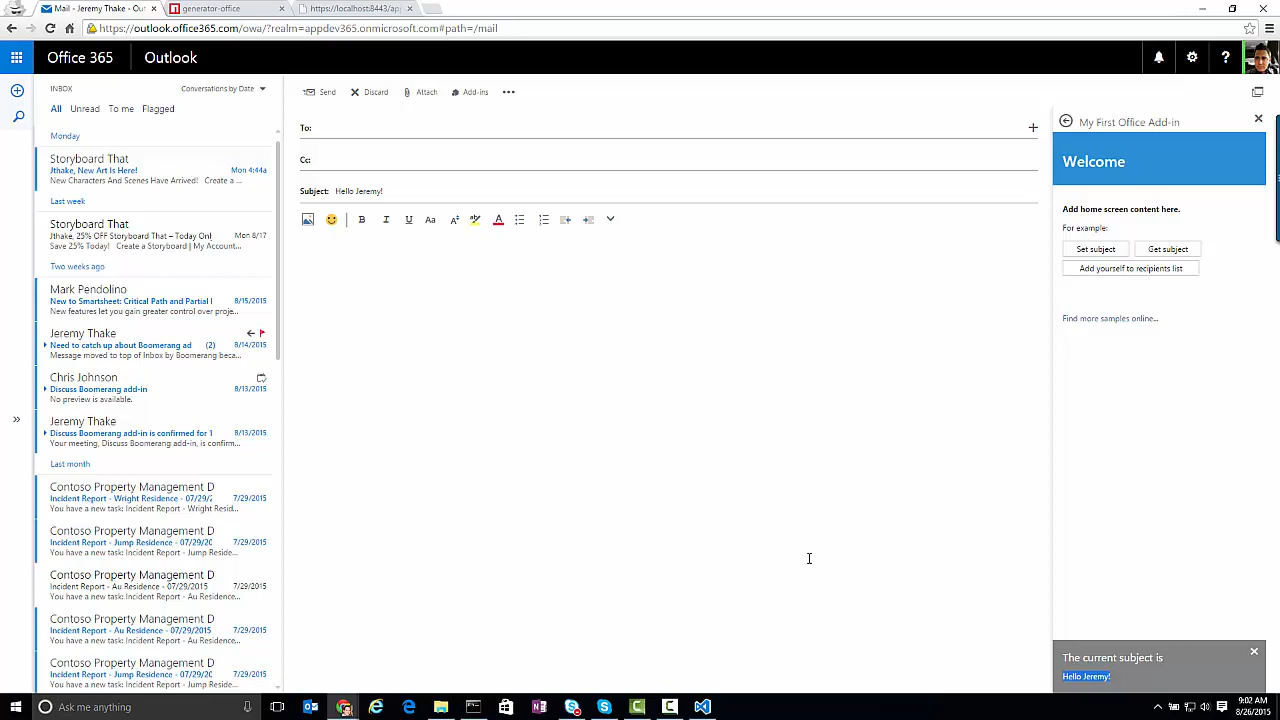 Mail - Jeremy Thake - Out
generator-office
https://localhost:8443/app
https://outlook.office365.com/owa/?realm=appdev365.onmicrosoft.com#path=/mail
Office 365
Outlook
INBOX
Conversations by Date
All Unread To me Flagged
Monday
Storyboard That
Jthake, New Art Is Here!
Mon 4:44a
New Characters And Scenes Have Arrived! Create a ...
Last week
Storyboard That
Jthake, 25% OFF Storyboard That – Today Onl
Mon 8/17
Save 25% Today! Create a Storyboard | My Account...
Two weeks ago
Mark Pendolino
New to Smartsheet: Critical Path and Partial I
8/15/2015
New features let you gain greater control over proje...
Jeremy Thake
Need to catch up about Boomerang ad (2)
8/14/2015
Message moved to top of Inbox by Boomerang beca...
Chris Johnson
Discuss Boomerang add-in
8/13/2015
No preview is available.
Jeremy Thake
Discuss Boomerang add-in is confirmed for 1
8/13/2015
Your meeting, Discuss Boomerang add-in, is confirm...
Last month
Contoso Property Management D
Incident Report - Wright Residence - 07/29/2
7/29/2015
You have a new task: Incident Report - Wright Resid...
Contoso Property Management D
Incident Report - Jump Residence - 07/29/20
7/29/2015
You have a new task: Incident Report - Jump Reside...
Contoso Property Management D
Incident Report - Au Residence - 07/29/2015
7/29/2015
You have a new task: Incident Report - Au Residence...
Contoso Property Management D
Incident Report - Au Residence - 07/29/2015
7/29/2015
You have a new task: Incident Report - Au Residence...
Contoso Property Management D
Incident Report - Jump Residence - 07/29/20
7/29/2015
You have a new task: Incident Report - Jump Reside...
Send Discard Attach Add-ins
To:
Cc:
Subject: Hello Jeremy!
My First Office Add-in
Welcome
Add home screen content here.
For example:
Set subject
Get subject
Add yourself to recipients list
Find more samples online...
The current subject is
Hello Jeremy!
Ask me anything
9:02 AM
8/26/2015